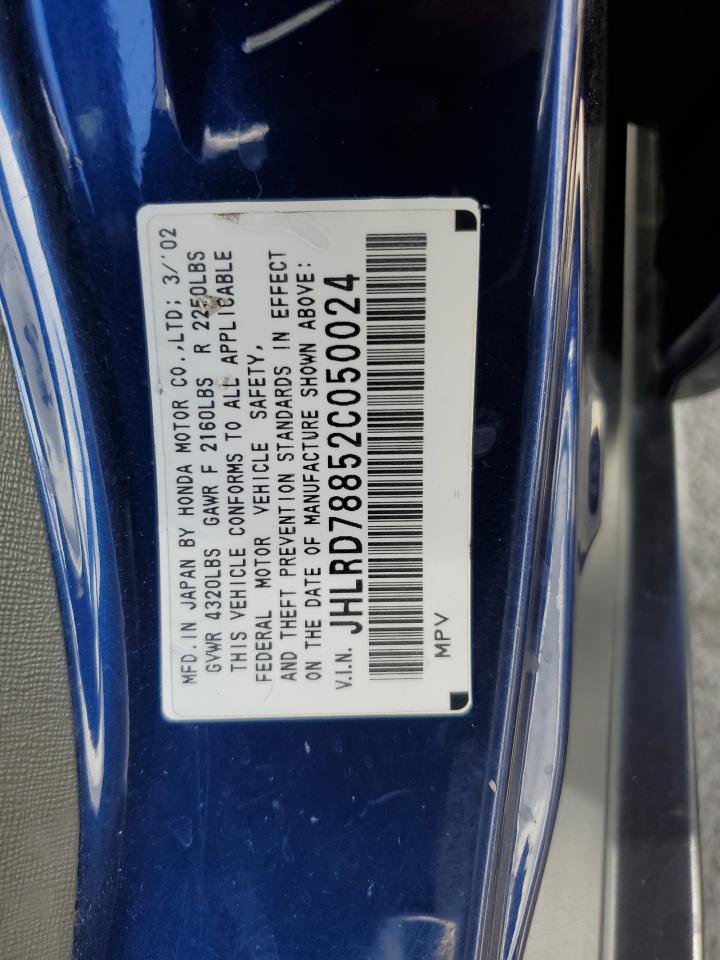 MFD. IN JAPAN BY HONDA MOTOR CO.,LTD; 3/'02
GVWR 4320LBS GAWR F 2160LBS R 2250LBS
THIS VEHICLE CONFORMS TO ALL APPLICABLE
FEDERAL MOTOR VEHICLE SAFETY,
AND THEFT PREVENTION STANDARDS IN EFFECT
ON THE DATE OF MANUFACTURE SHOWN ABOVE:
V.I.N. JHLRD78852C050024
MPV